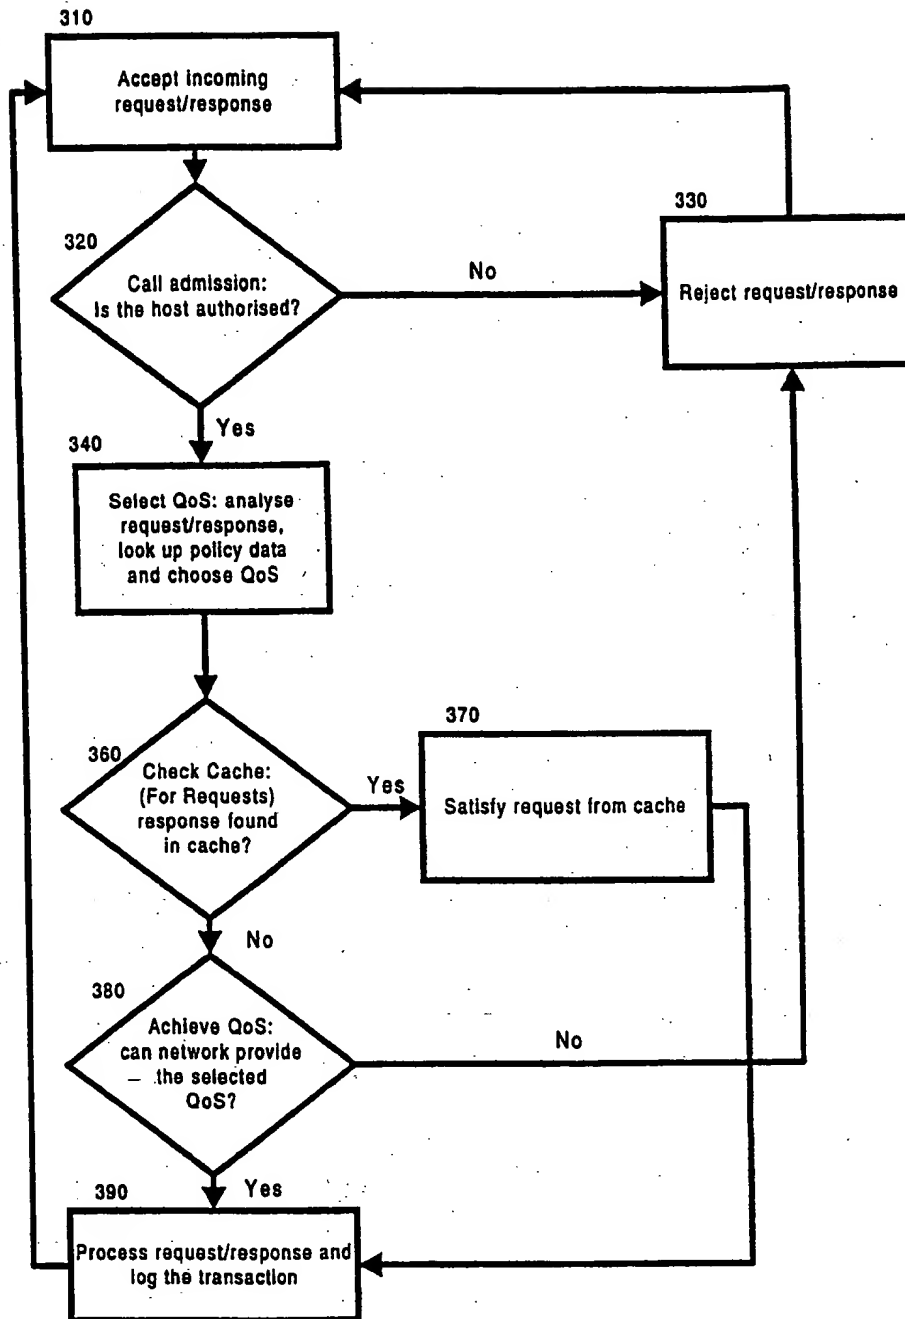 310
Accept incoming
request/response
320
Call admission:
Is the host authorised?
No
330
Reject request/response
Yes
340
Select QoS: analyse
request/response,
look up policy data
and choose QoS
360
Check Cache:
(For Requests)
response found
in cache?
Yes
370
Satisfy request from cache
No
380
Achieve QoS:
can network provide
the selected
QoS?
No
Yes
390
Process request/response and
log the transaction